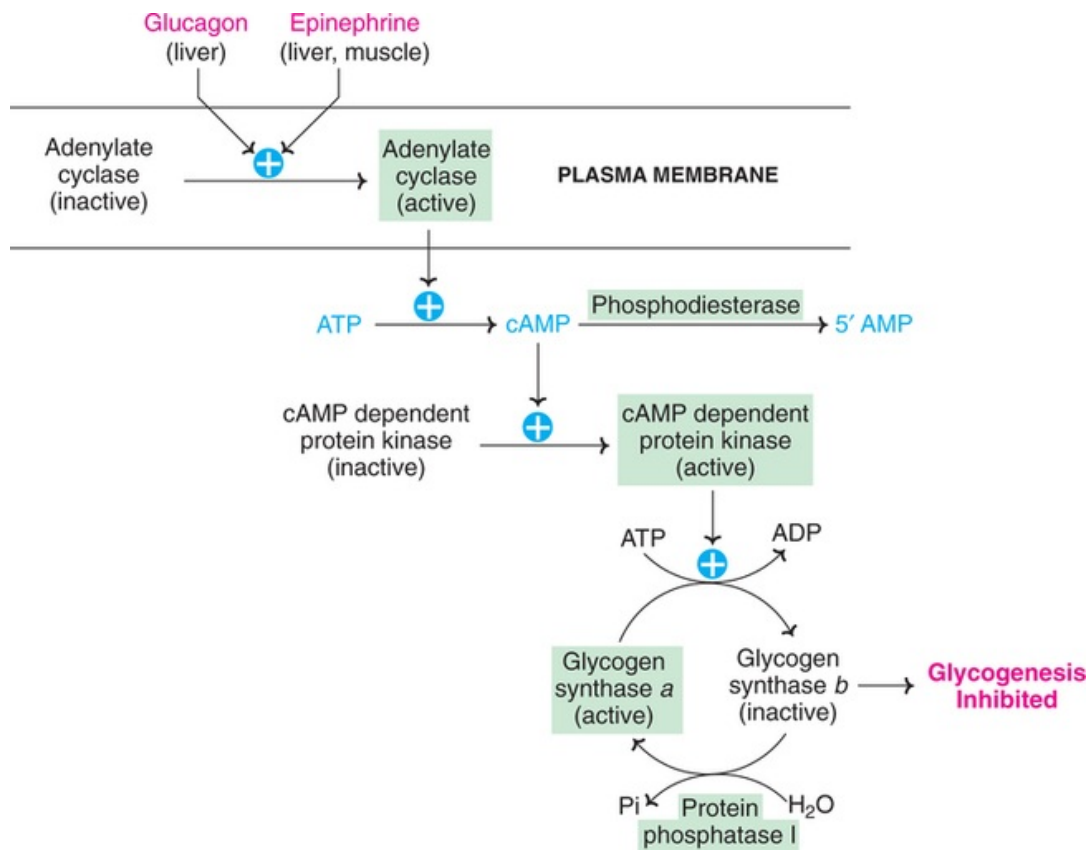 Glucagon
(liver)
Epinephrine
(liver, muscle)
Adenylate
cyclase
(inactive)
Adenylate
cyclase
(active)
PLASMA MEMBRANE
ATP
cAMP
Phosphodiesterase
5′ AMP
cAMP dependent
protein kinase
(inactive)
cAMP dependent
protein kinase
(active)
ATP
ADP
Glycogen
synthase a
(active)
Glycogen
synthase b
(inactive)
Glycogenesis
Inhibited
Pi
Protein
phosphatase I
H₂O